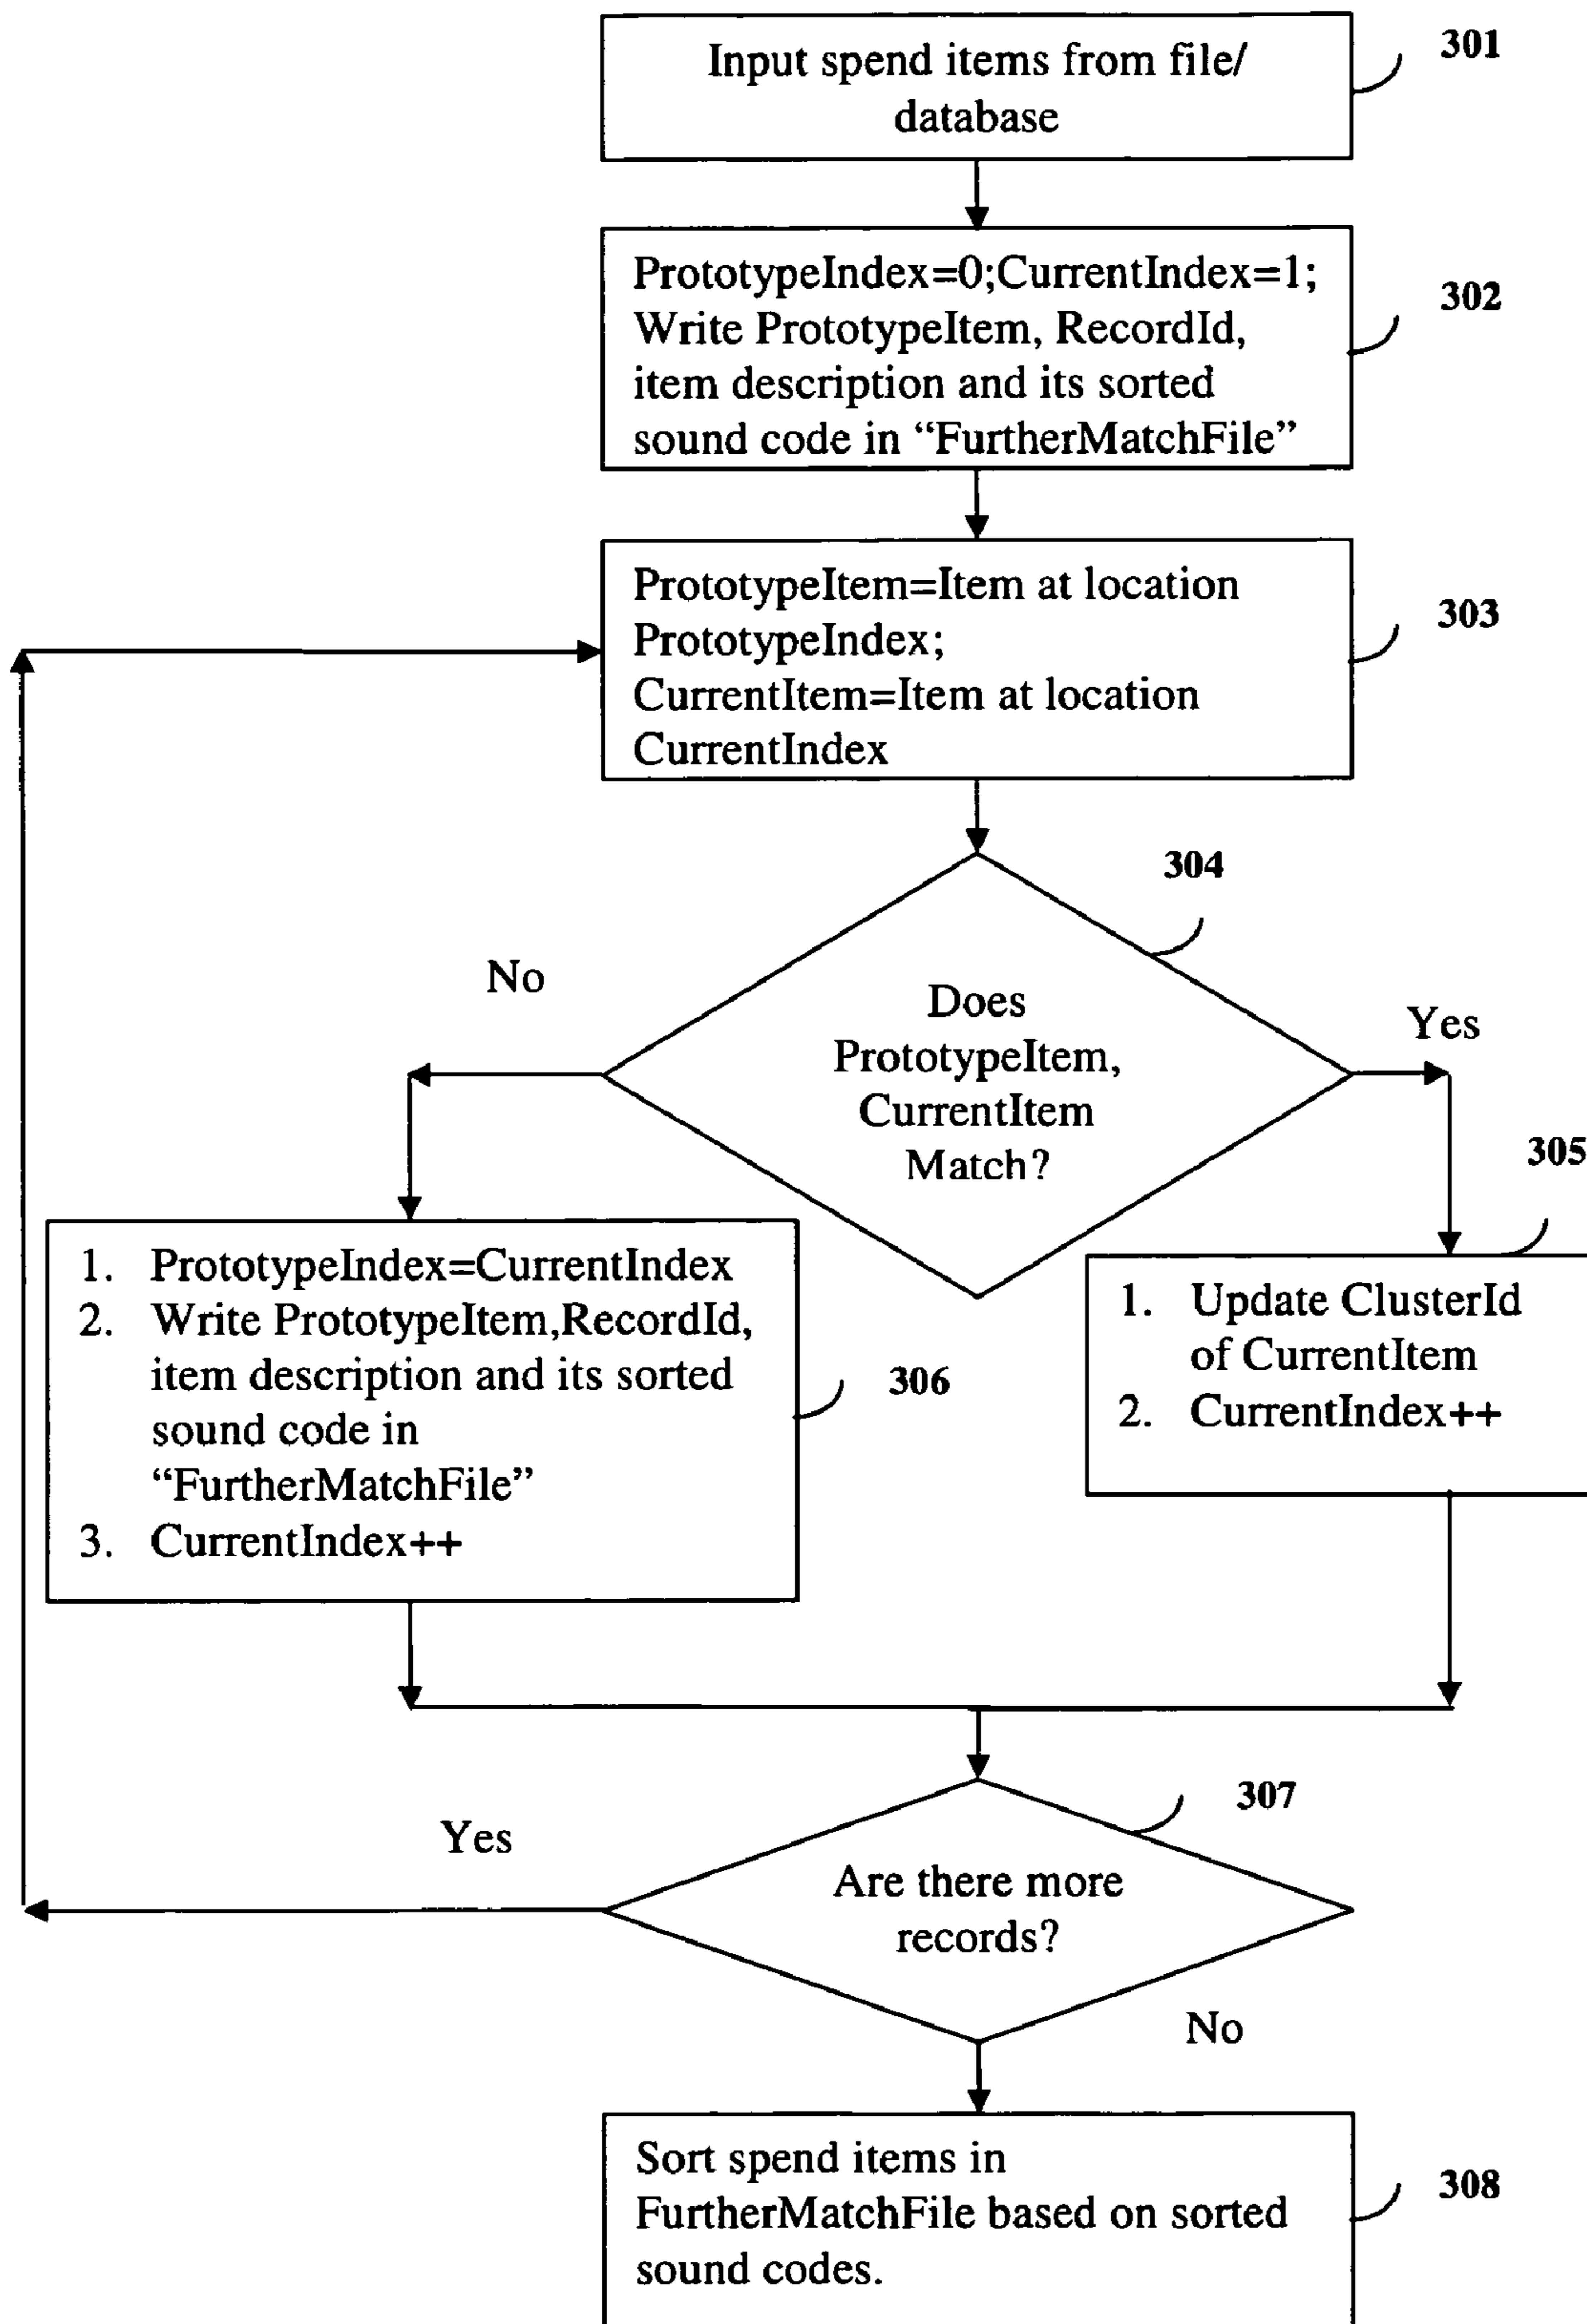 Input spend items from file/
database
301
PrototypeIndex=0;CurrentIndex=1;
Write PrototypeItem, RecordId,
item description and its sorted
sound code in “FurtherMatchFile”
302
PrototypeItem=Item at location
PrototypeIndex;
CurrentItem=Item at location
CurrentIndex
303
304
No
Does
PrototypeItem,
CurrentItem
Match?
Yes
305
1. PrototypeIndex=CurrentIndex
2. Write PrototypeItem,RecordId,
item description and its sorted
sound code in
“FurtherMatchFile”
3. CurrentIndex++
306
1. Update ClusterId
of CurrentItem
2. CurrentIndex++
307
Yes
Are there more
records?
No
Sort spend items in
FurtherMatchFile based on sorted
sound codes.
308